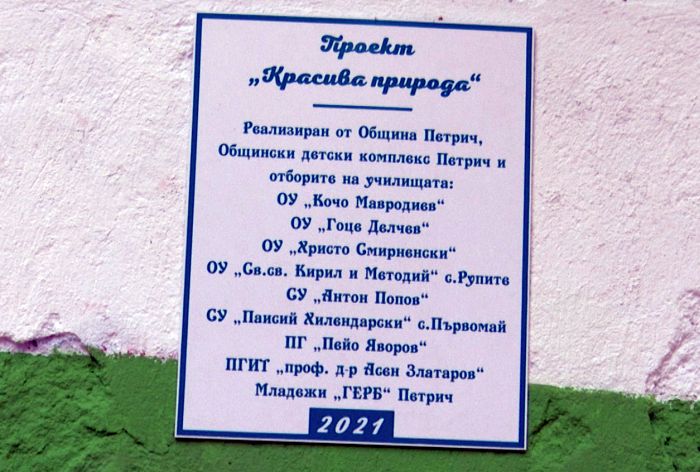 Проект
„Красива природа“
Реализиран от Община Петрич,
Общински детски комплекс Петрич и
отборите на училищата:
ОУ „Кочо Мавродиев“
ОУ „Гоце Делчев“
ОУ „Христо Смирненски“
ОУ „Св.св. Кирил и Методий“ с.Рупите
СУ „Антон Попов“
СУ „Паисий Хилендарски“ с.Първомай
ПГ „Пейо Яворов“
ПГИТ „проф. д-р Асен Златаров“
Младежи „ГЕРБ“ Петрич
2021